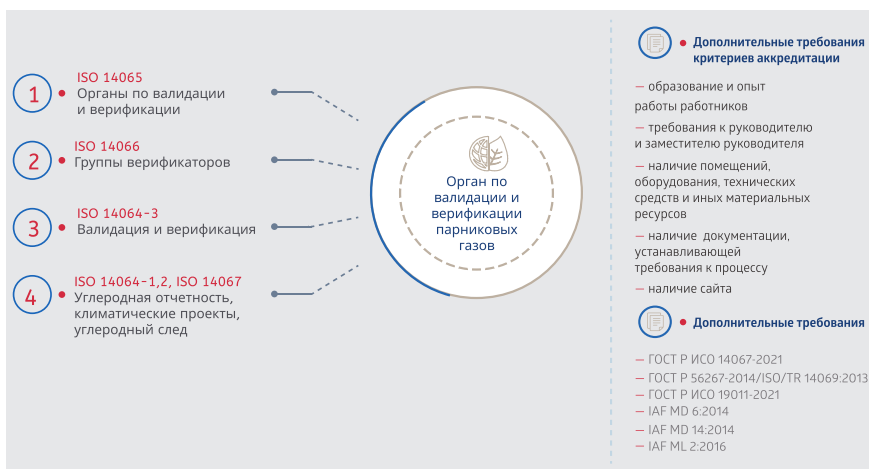 1
ISO 14065
Органы по валидации
и верификации
2
ISO 14066
Группы верификаторов
3
ISO 14064-3
Валидация и верификация
4
ISO 14064-1,2, ISO 14067
Углеродная отчетность,
климатические проекты,
углеродный след
Орган по
валидации и
верификации
парниковых
газов
Дополнительные требования
критериев аккредитации
— образование и опыт
работы работников
— требования к руководителю
и заместителю руководителя
— наличие помещений,
оборудования, технических
средств и иных материальных
ресурсов
— наличие документации,
устанавливающей
требования к процессу
— наличие сайта
Дополнительные требования
— ГОСТ Р ИСО 14067-2021
— ГОСТ Р 56267-2014/ISO/TR 14069:2013
— ГОСТ Р ИСО 19011-2021
— IAF MD 6:2014
— IAF MD 14:2014
— IAF ML 2:2016